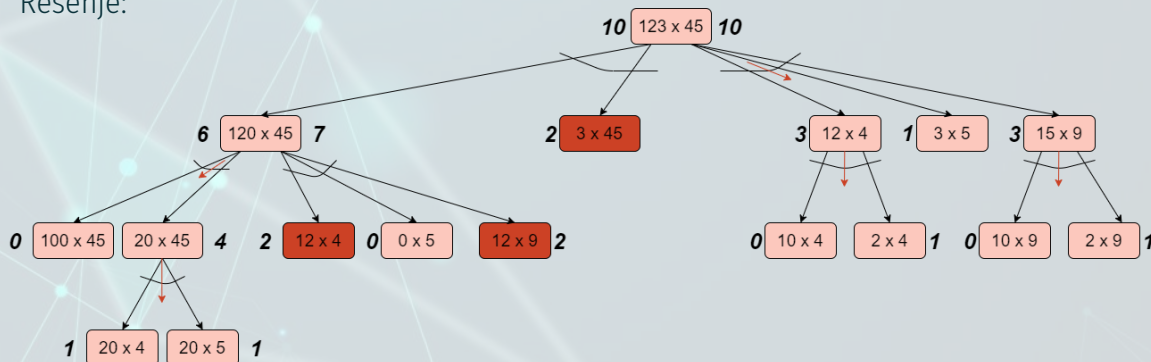 Rešenje:
10 123 x 45 10
6 120 x 45 7
2 3 x 45
3 12 x 4
1 3 x 5
3 15 x 9
0 100 x 45
20 x 45 4
2 12 x 4
0 0 x 5
12 x 9 2
0 10 x 4
2 x 4 1
0 10 x 9
2 x 9 1
1 20 x 4
20 x 5 1